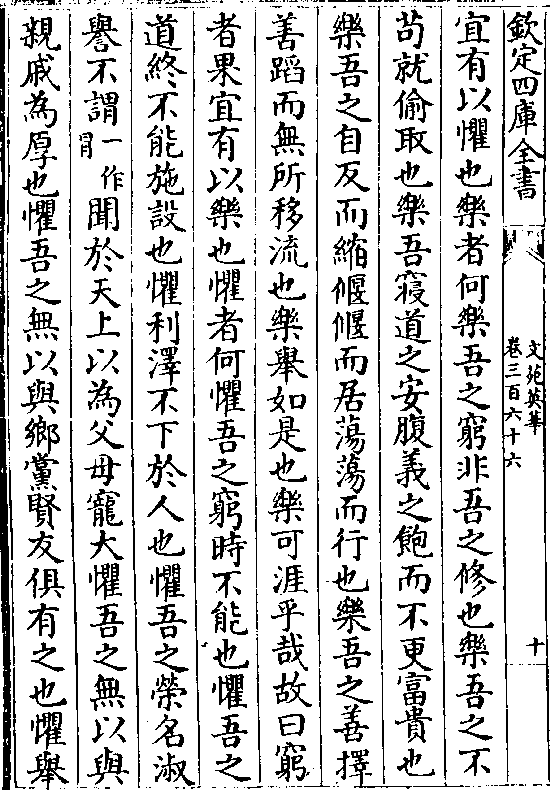 欽定四庫全書
文苑英華
卷三百六十六
十
宜有以懼也樂者何樂吾之窮非吾之修也樂吾之不
苟就偷取也樂吾寢道之安腹義之飽而不更富貴也
樂吾之自反而縮偃偃而居蕩蕩而行也樂吾之善擇
善蹈而無所移流也樂舉如是也樂可涯乎哉故曰窮
者果宜有以樂也懼者何懼吾之窮時不能也懼吾之
道終不能施設也懼利澤不下於人也懼吾之榮名淑
譽不謂一作胃聞於天上以為父母寵大懼吾之無以與
親戚為厚也懼吾之無以與鄉黨賢友俱有之也懼舉